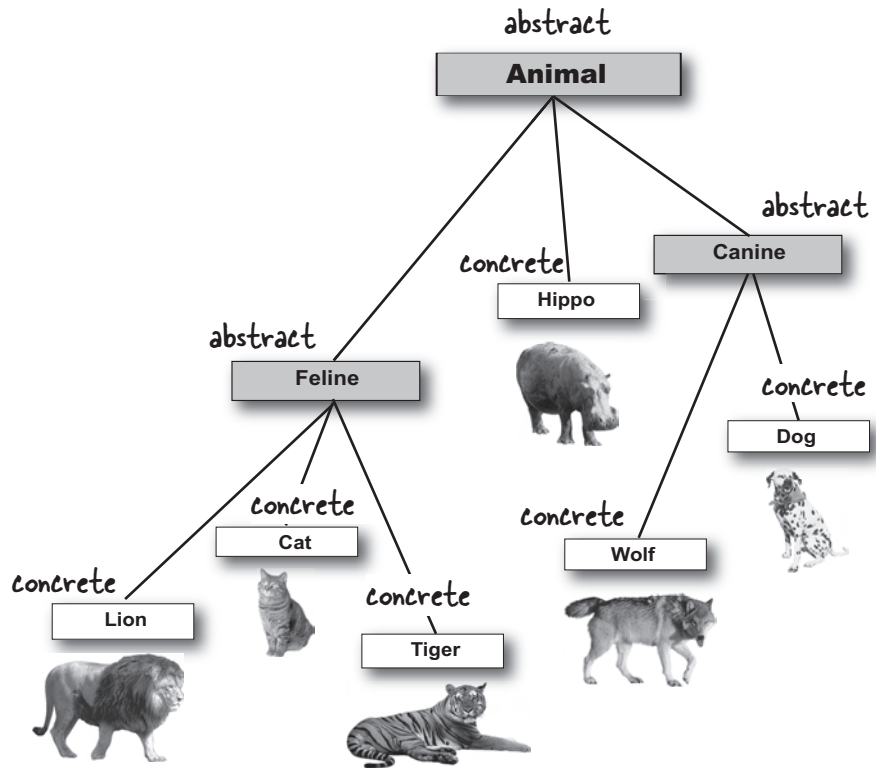 abstract
Animal
abstract
Canine
concrete
Hippo
abstract
Feline
concrete
Dog
concrete
Cat
concrete
Wolf
concrete
Lion
concrete
Tiger